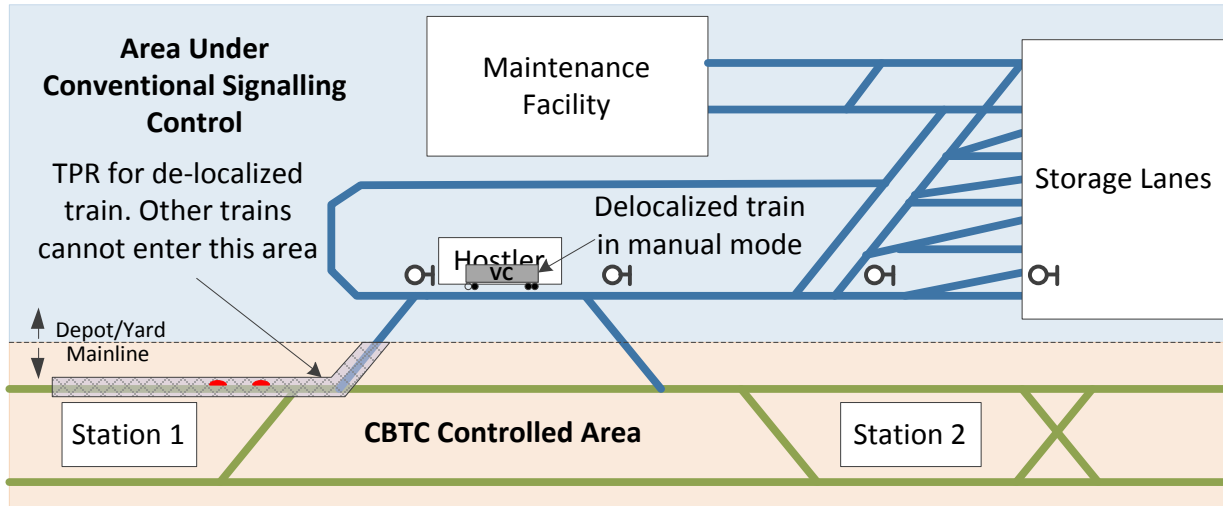 Area Under
Conventional Signalling
Control
TPR for de-localized
train. Other trains
cannot enter this area
Maintenance
Facility
Storage Lanes
Delocalized train
in manual mode
Hostler
VC
Depot/Yard
Mainline
Station 1
CBTC Controlled Area
Station 2